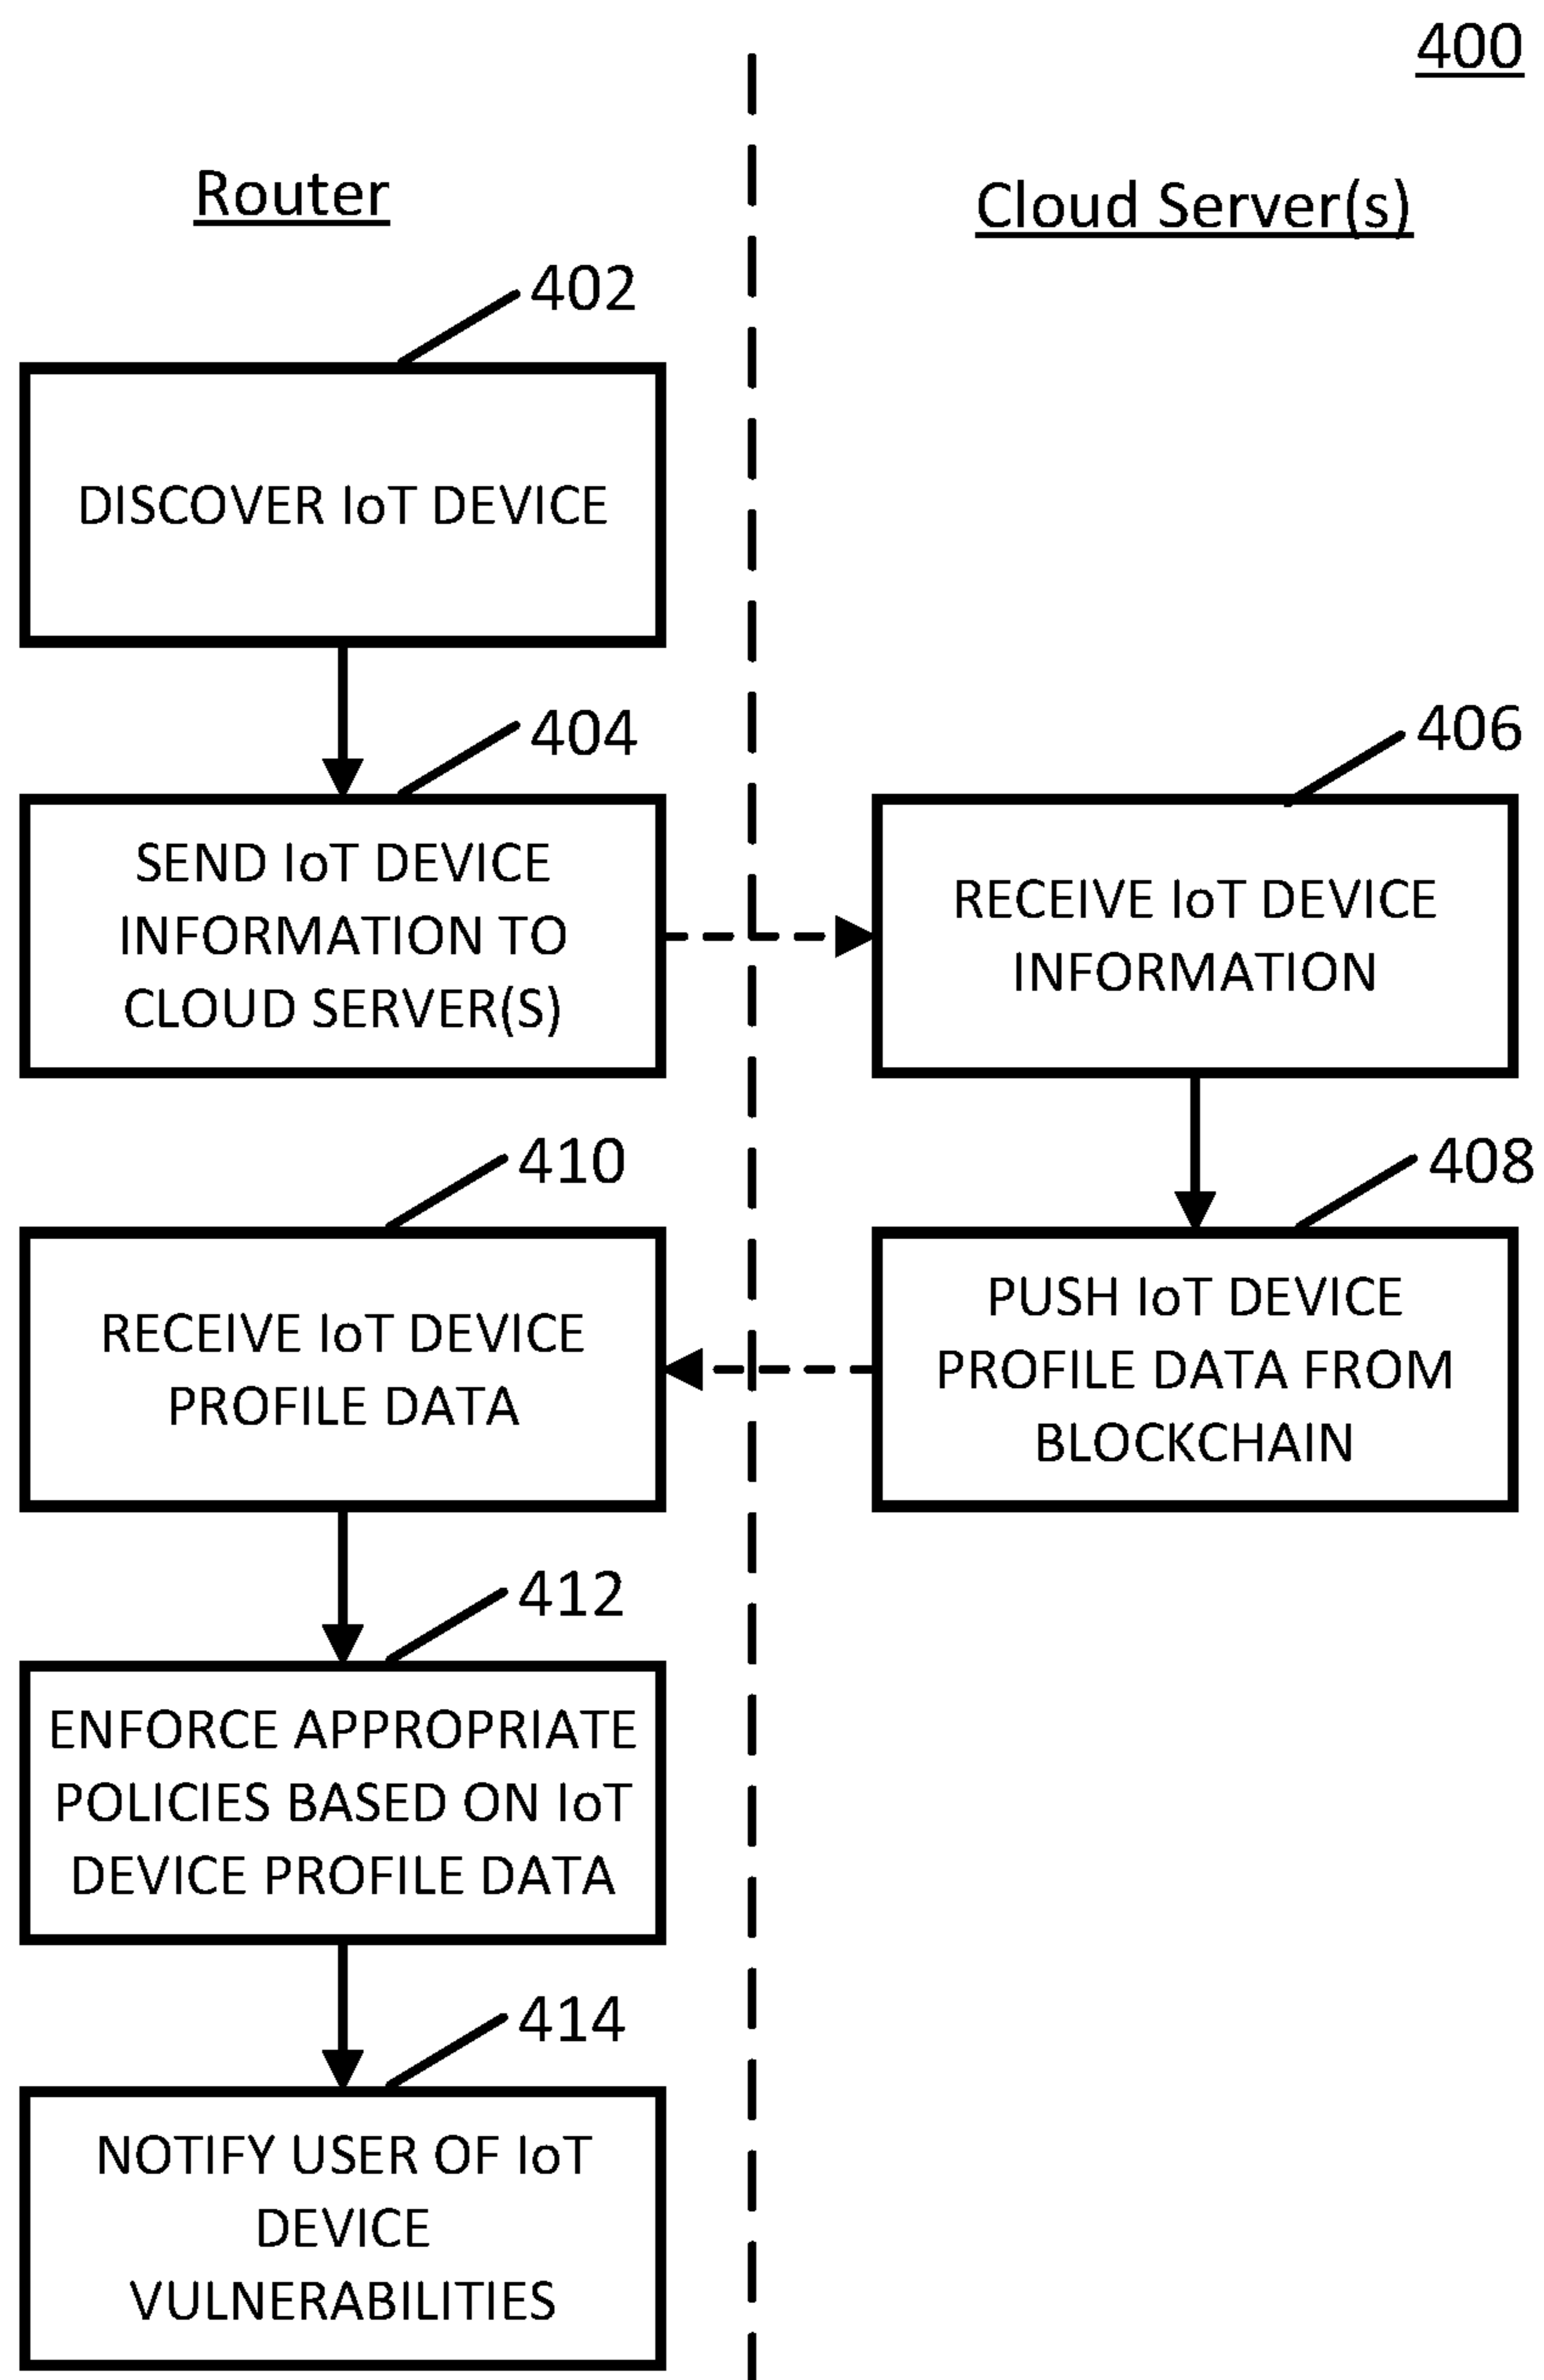 400
Router
Cloud Server(s)
402
DISCOVER IoT DEVICE
404
SEND IoT DEVICE
INFORMATION TO
CLOUD SERVER(S)
406
RECEIVE IoT DEVICE
INFORMATION
408
PUSH IoT DEVICE
PROFILE DATA FROM
BLOCKCHAIN
410
RECEIVE IoT DEVICE
PROFILE DATA
412
ENFORCE APPROPRIATE
POLICIES BASED ON IoT
DEVICE PROFILE DATA
414
NOTIFY USER OF IoT
DEVICE
VULNERABILITIES